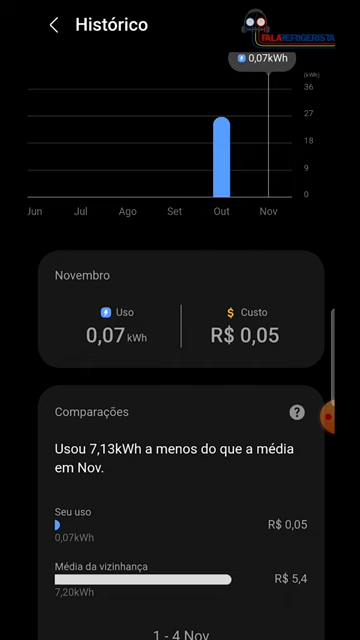 Histórico
FALAREFRIGERISTA
0,07kWh
(kWh)
36
27
18
9
0
Jun Jul Ago Set Out Nov
Novembro
Uso
$ Custo
0,07 kWh
R$ 0,05
Comparações
?
Usou 7,13kWh a menos do que a média
em Nov.
Seu uso
R$ 0,05
0,07kWh
Média da vizinhança
R$ 5,4
7,20kWh
1 - 4 Nov